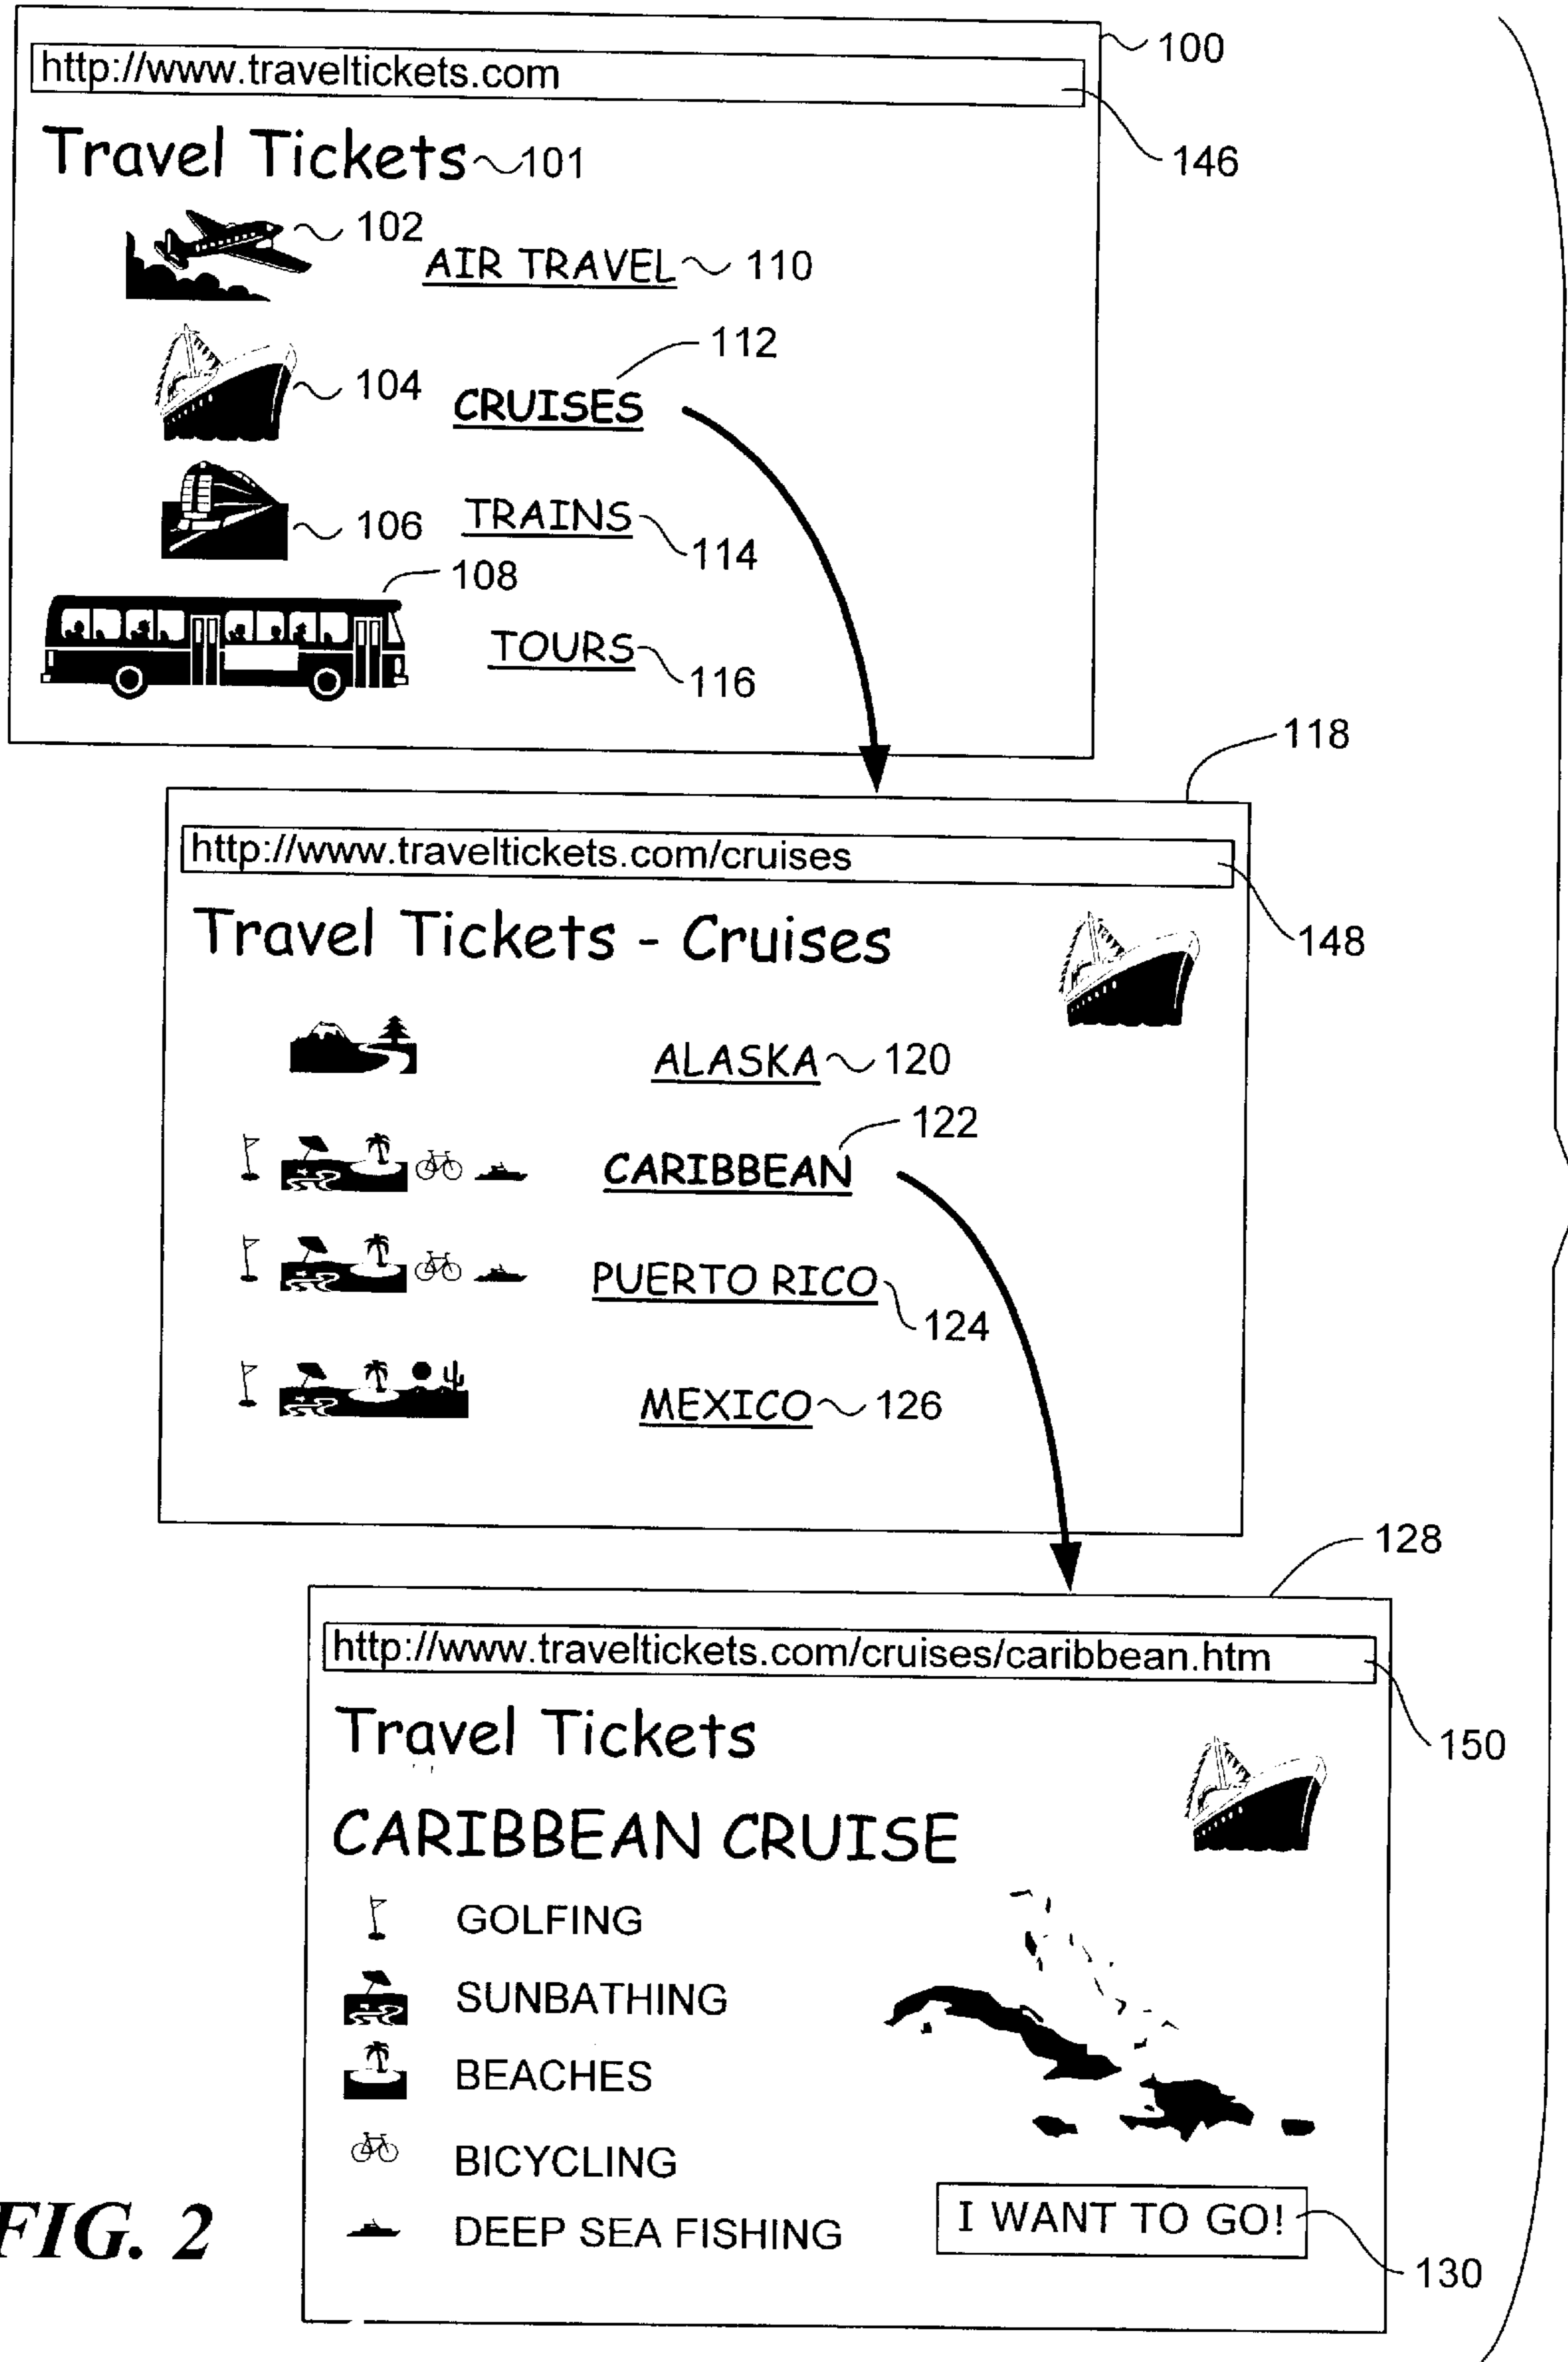 100
http://www.traveltickets.com
146
Travel Tickets 101
102
AIR TRAVEL 110
112
104
CRUISES
106
TRAINS
114
108
TOURS
116
118
http://www.traveltickets.com/cruises
148
Travel Tickets - Cruises
ALASKA 120
122
CARIBBEAN
PUERTO RICO
124
MEXICO 126
128
http://www.traveltickets.com/cruises/caribbean.htm
150
Travel Tickets
CARIBBEAN CRUISE
GOLFING
SUNBATHING
BEACHES
BICYCLING
DEEP SEA FISHING
I WANT TO GO!
130
FIG. 2